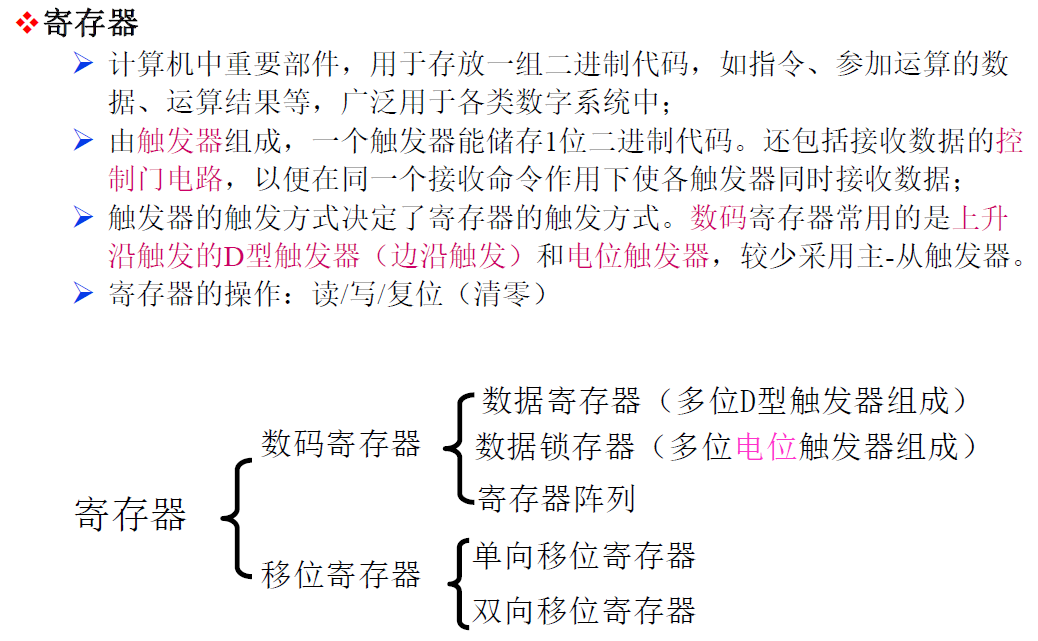 寄存器
计算机中重要部件，用于存放一组二进制代码，如指令、参加运算的数
据、运算结果等，广泛用于各类数字系统中；
由触发器组成，一个触发器能储存1位二进制代码。还包括接收数据的控
制门电路，以便在同一个接收命令作用下使各触发器同时接收数据；
触发器的触发方式决定了寄存器的触发方式。数码寄存器常用的是上升
沿触发的D型触发器（边沿触发）和电位触发器，较少采用主-从触发器。
寄存器的操作：读/写/复位（清零）
数据寄存器（多位D型触发器组成）
数码寄存器
数据锁存器（多位电位触发器组成）
寄存器阵列
寄存器
单向移位寄存器
移位寄存器
双向移位寄存器